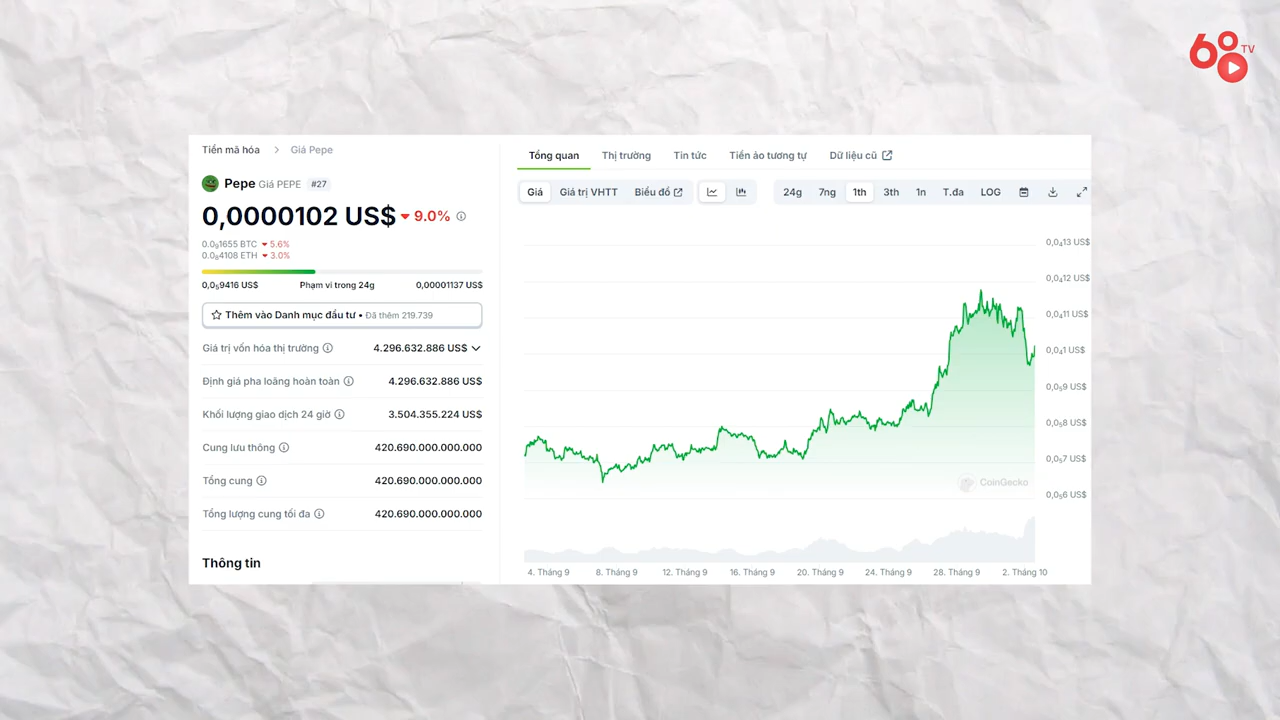 68 TV
Tiền mã hóa > Giá Pepe
Pepe Giá PEPE #27
0,0000102 US$ 9.0%
0.0₉1655 BTC 5.6%
0.0₈4108 ETH 3.0%
0,0₅9416 US$ Phạm vi trong 24g 0,00001137 US$
Thêm vào Danh mục đầu tư • Đã thêm 219.739
Giá trị vốn hóa thị trường 4.296.632.886 US$
Định giá pha loãng hoàn toàn 4.296.632.886 US$
Khối lượng giao dịch 24 giờ 3.504.355.224 US$
Cung lưu thông 420.690.000.000.000
Tổng cung 420.690.000.000.000
Tổng lượng cung tối đa 420.690.000.000.000
Thông tin
Tổng quan Thị trường Tin tức Tiền ảo tương tự Dữ liệu cũ
Giá Giá trị VHTT Biểu đồ 24g 7ng 1th 3th 1n T.đa LOG
0,0₄13 US$
0,0₄12 US$
0,0₄11 US$
0,0₄1 US$
0,0₅9 US$
0,0₅8 US$
0,0₅7 US$
0,0₅6 US$
CoinGecko
4. Tháng 9 8. Tháng 9 12. Tháng 9 16. Tháng 9 20. Tháng 9 24. Tháng 9 28. Tháng 9 2. Tháng 10